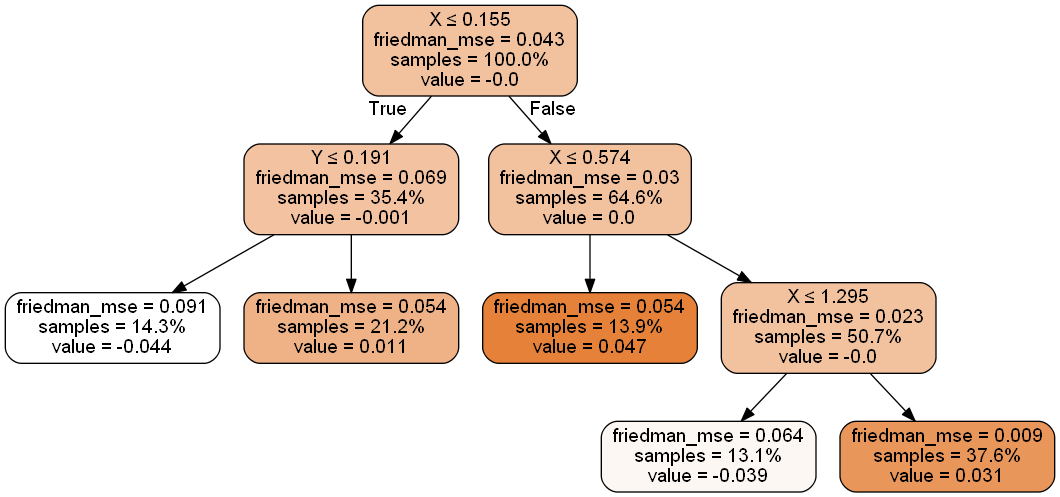 X ≤ 0.155
friedman_mse = 0.043
samples = 100.0%
value = -0.0
True
False
Y ≤ 0.191
friedman_mse = 0.069
samples = 35.4%
value = -0.001
X ≤ 0.574
friedman_mse = 0.03
samples = 64.6%
value = 0.0
friedman_mse = 0.091
samples = 14.3%
value = -0.044
friedman_mse = 0.054
samples = 21.2%
value = 0.011
friedman_mse = 0.054
samples = 13.9%
value = 0.047
X ≤ 1.295
friedman_mse = 0.023
samples = 50.7%
value = -0.0
friedman_mse = 0.064
samples = 13.1%
value = -0.039
friedman_mse = 0.009
samples = 37.6%
value = 0.031